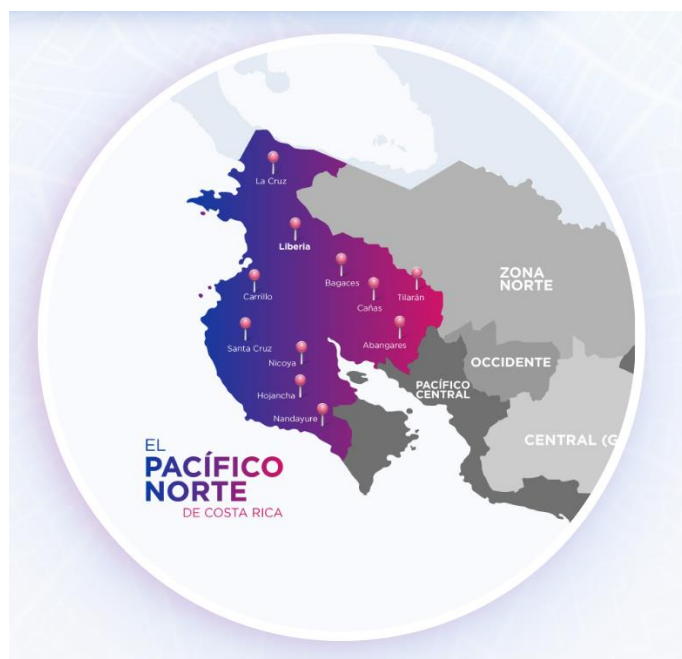 La Cruz
Liberia
Bagaces
Carrillo
Cañas
Tilarán
ZONA
NORTE
Santa Cruz
Abangares
Nicoya
OCCIDENTE
PACÍFICO
CENTRAL
Hojancha
Nandayure
CENTRAL (G
EL
PACÍFICO
NORTE
DE COSTA RICA